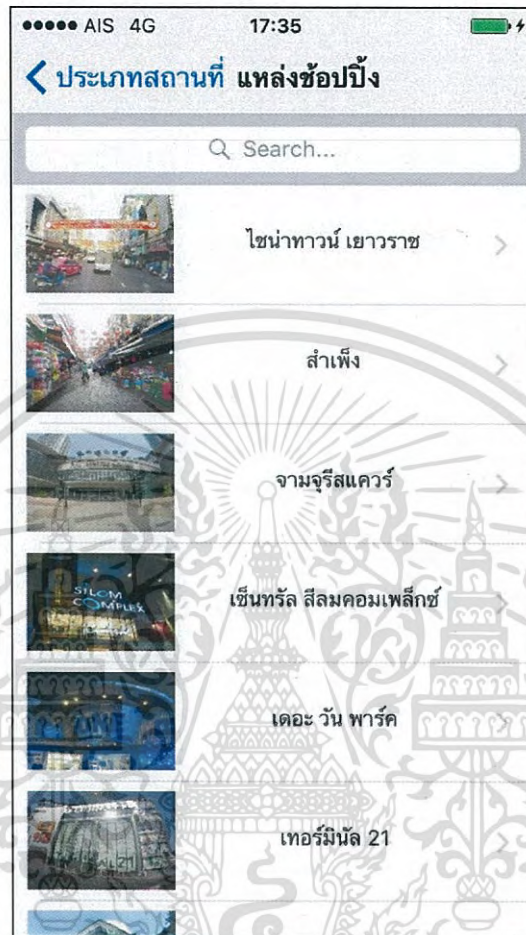 ●●●●● AIS 4G 17:35
ประเภทสถานที่ แหล่งช้อปปิ้ง
Search...
ไชน่าทาวน์ เยาวราช
สำเพ็ง
จามจุรีสแควร์
SILOM
COMPLEX
เซ็นทรัล สีลมคอมเพล็กซ์
เดอะ วัน พาร์ค
เทอร์มินัล 21